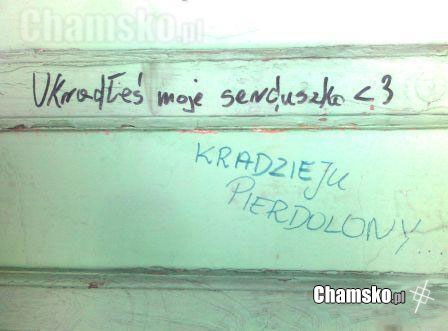 Chamsko.pl
Ukradłeś moje serduszko <3
KRADZIEJU
PIERDOLONY...
Chamsko.pl